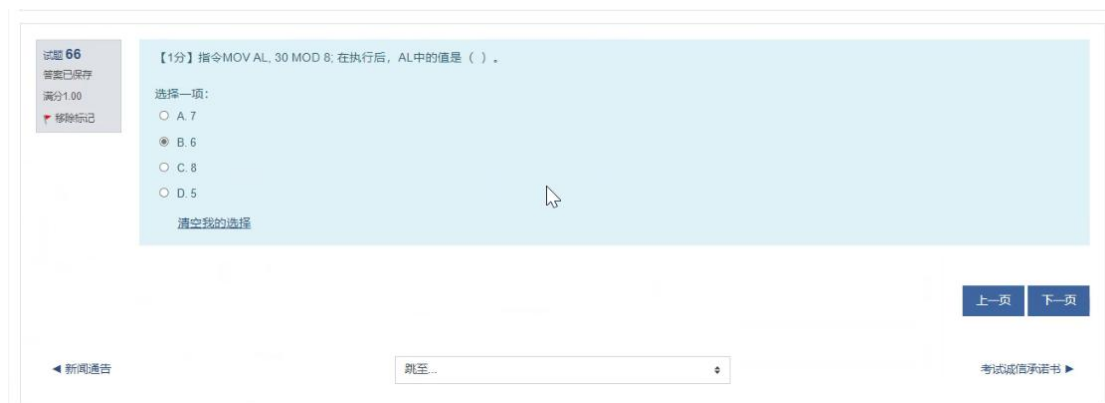 试题 66
答案已保存
满分1.00
移除标记
【1分】指令MOV AL, 30 MOD 8; 在执行后，AL中的值是（ ）。
选择一项：
A. 7
B. 6
C. 8
D. 5
清空我的选择
上一页 下一页
◀ 新闻通告 跳至... 考试诚信承诺书 ▶